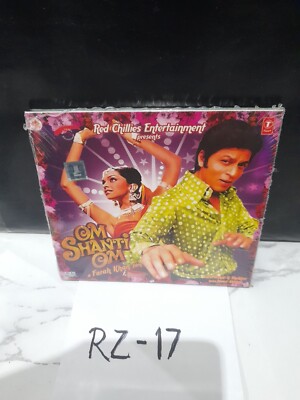 Red Chillies Entertainment
presents
T
OM
SHANTI
OM
RZ-17